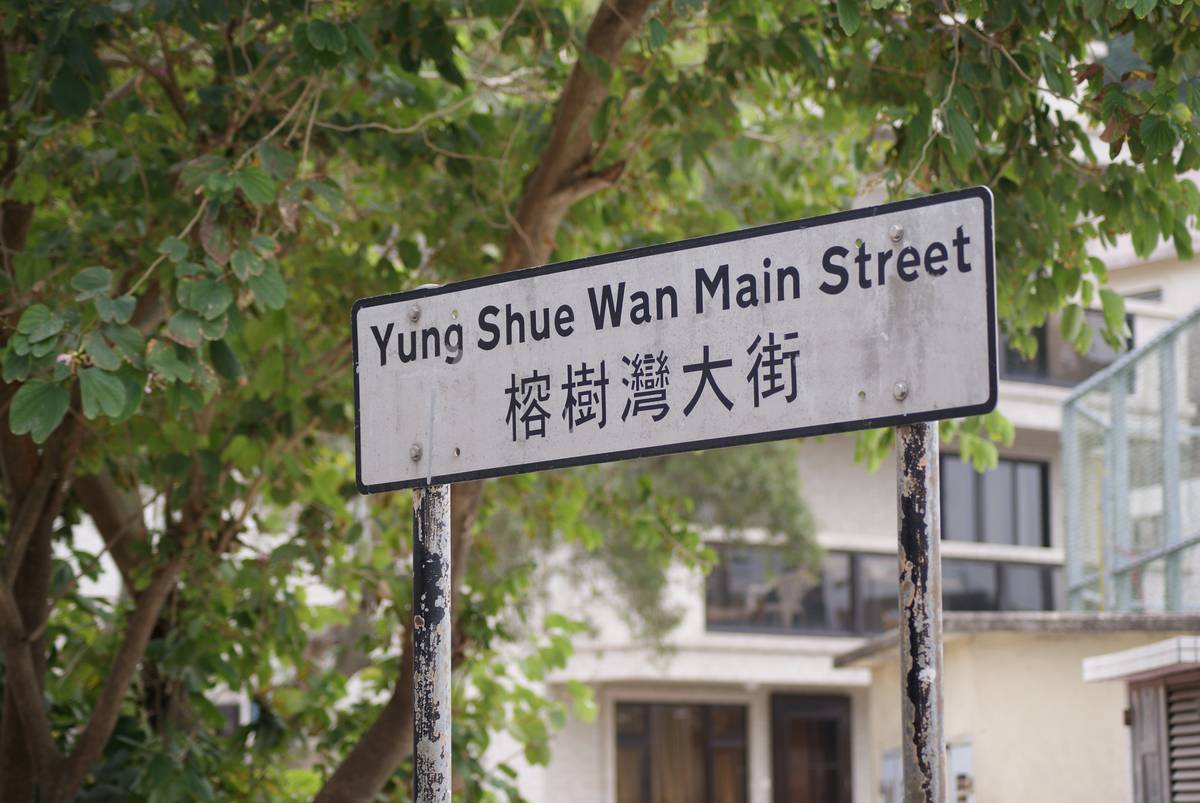 Yung Shue Wan Main Street
榕樹灣大街